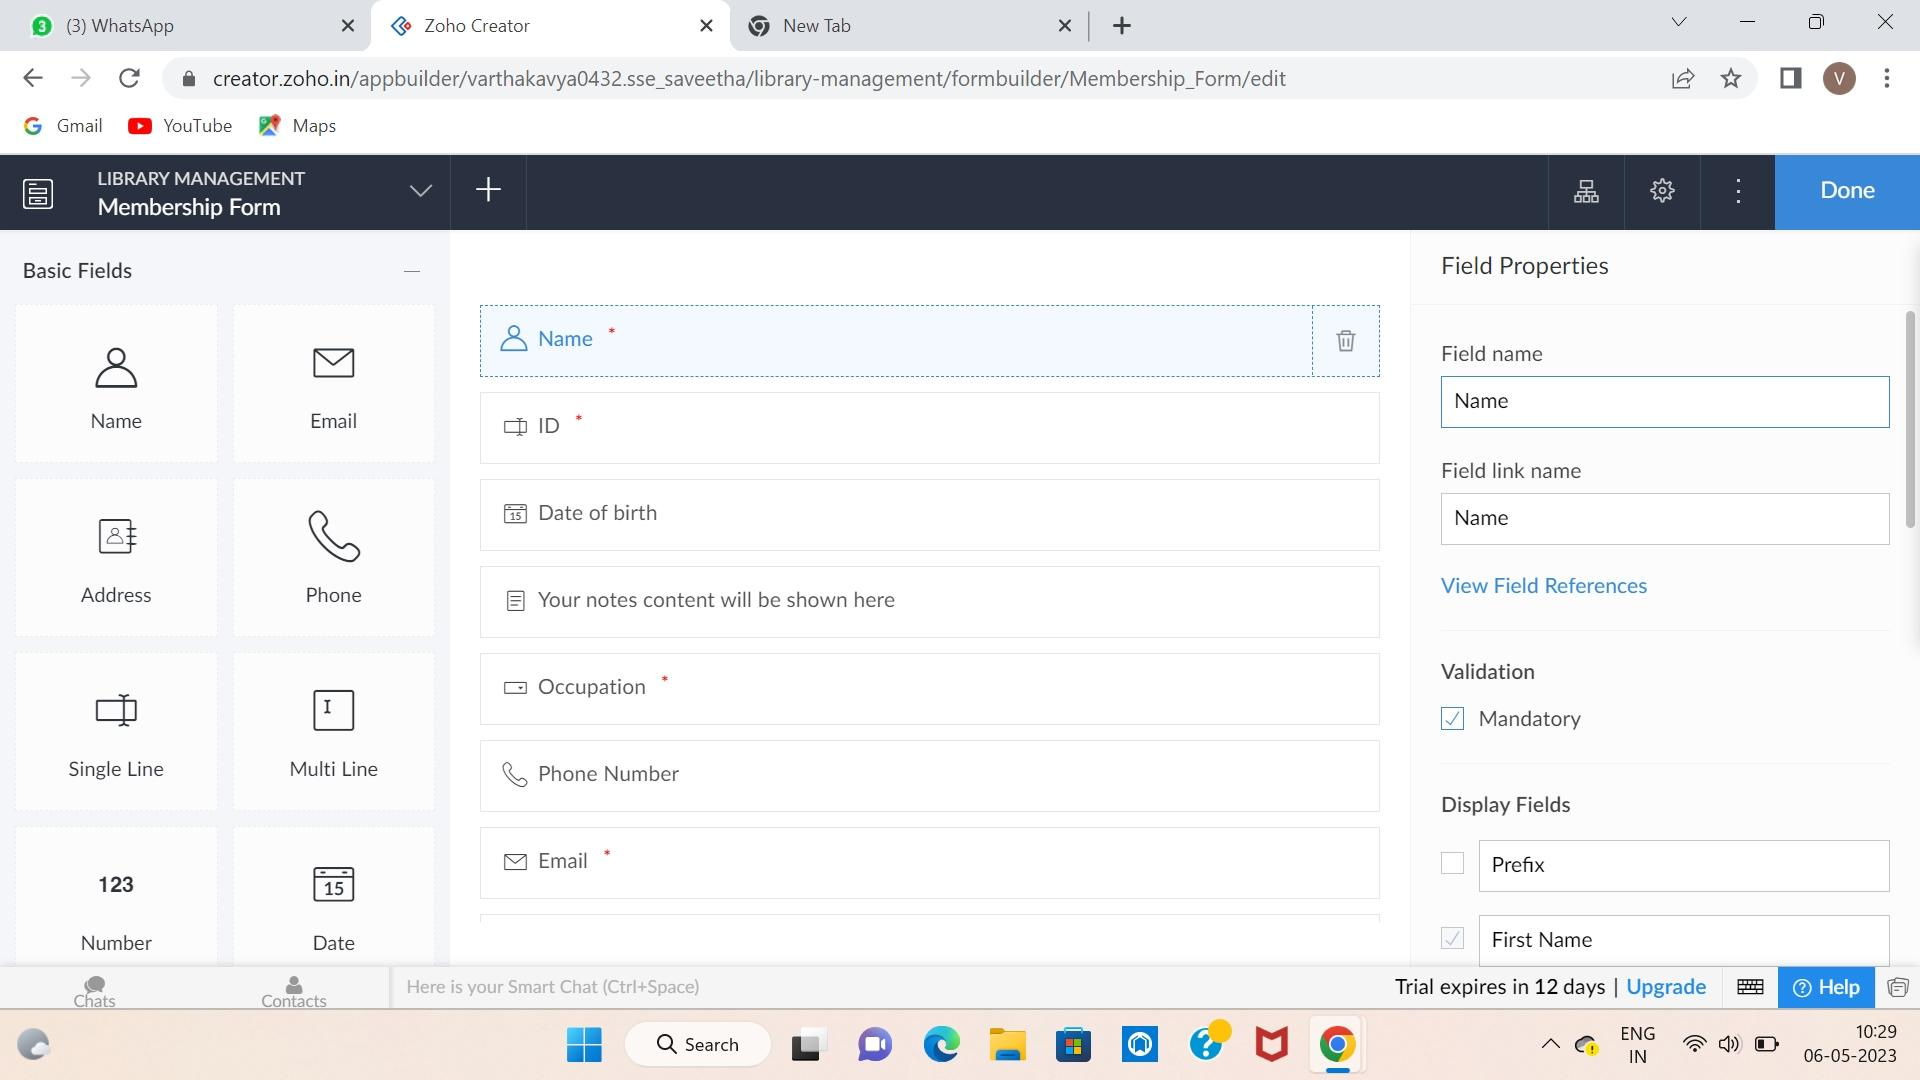 (3) WhatsApp
Zoho Creator
New Tab
creator.zoho.in/appbuilder/varthakavya0432.sse_saveetha/library-management/formbuilder/Membership_Form/edit
V
Gmail
YouTube
Maps
LIBRARY MANAGEMENT
Membership Form
Done
Basic Fields
Name
Email
Address
Phone
Single Line
Multi Line
123
Number
15
Date
Name *
ID *
15 Date of birth
Your notes content will be shown here
Occupation *
Phone Number
Email *
Field Properties
Field name
Name
Field link name
Name
View Field References
Validation
Mandatory
Display Fields
Prefix
First Name
Chats
Contacts
Here is your Smart Chat (Ctrl+Space)
Trial expires in 12 days | Upgrade
? Help
Search
ENG
IN
10:29
06-05-2023